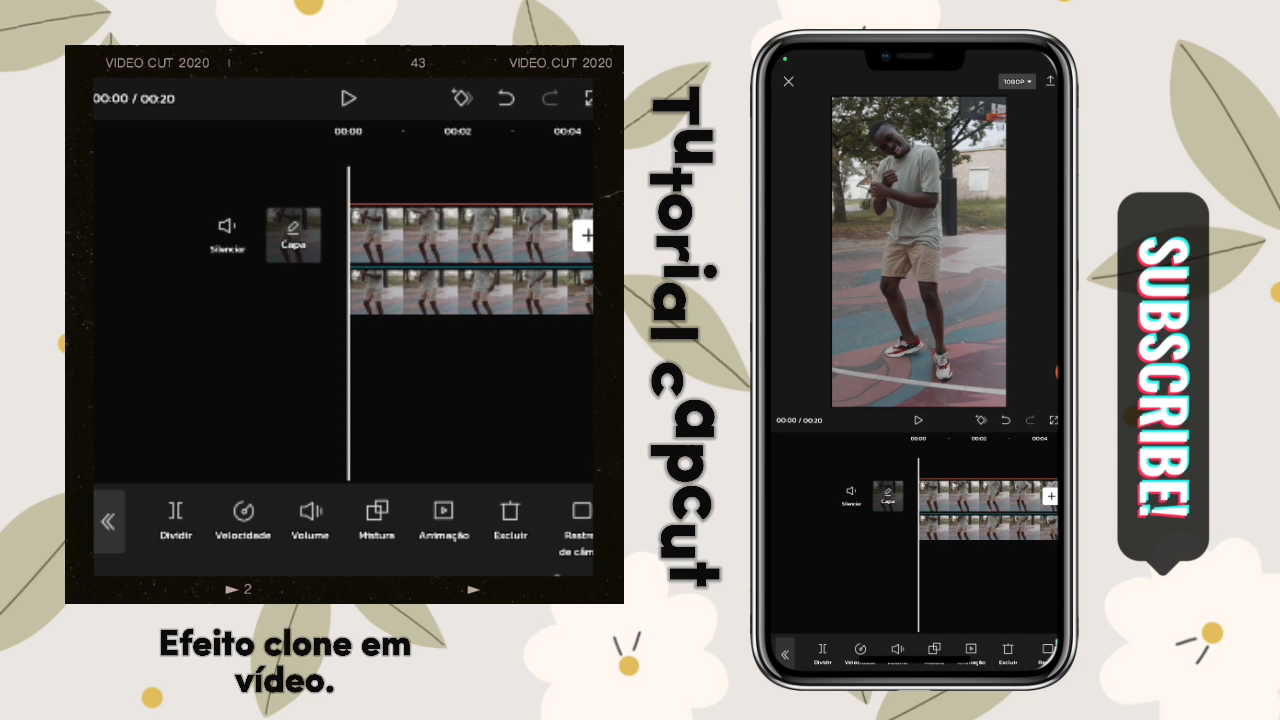 VIDEO CUT 2020
43
VIDEO CUT 2020
00:00 / 00:20
00:00
00:02
00:04
Silenciar
Capa
Dividir
Velocidade
Volume
Mistura
Animação
Excluir
de câm
2
Efeito clone em
vídeo.
Tutorial capcut
1080P
00:00 / 00:20
00:00
00:02
00:04
Silenciar
Capa
Dividir
Excluir
SUBSCRIBE!